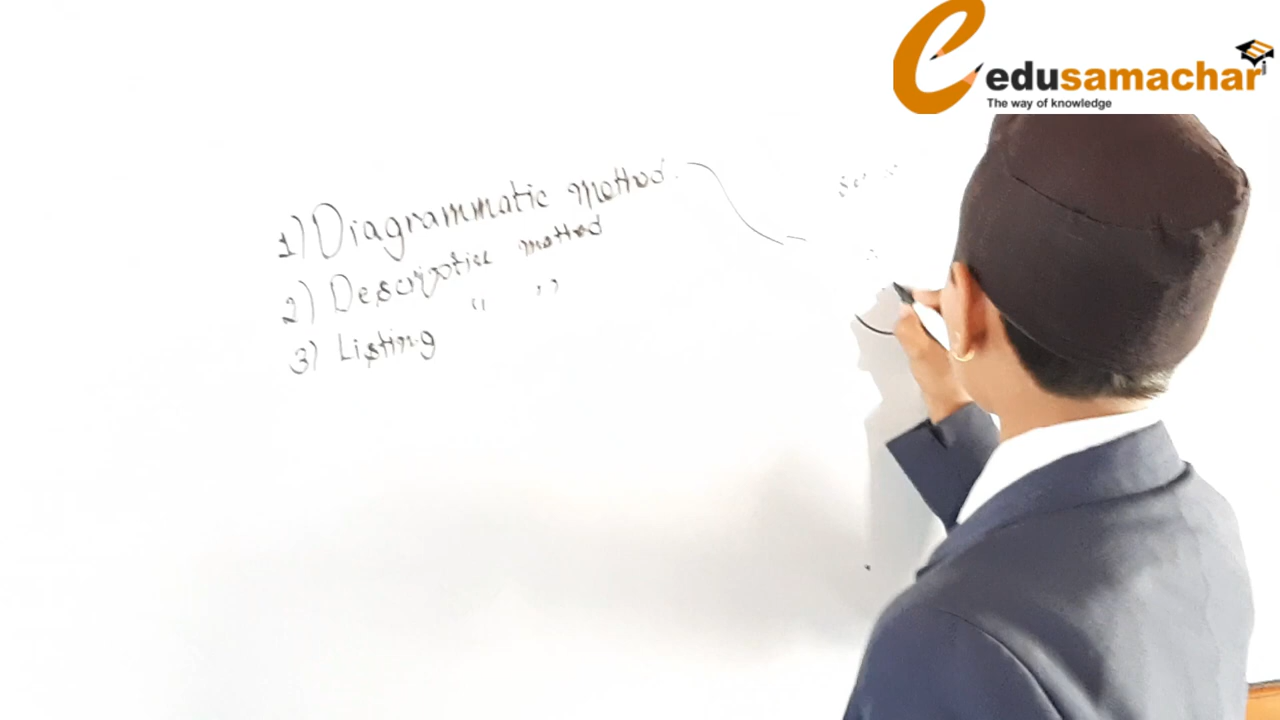 edusamachar
The way of knowledge
1) Diagrammatic method.
2) Descriptive method
3) Listing " "